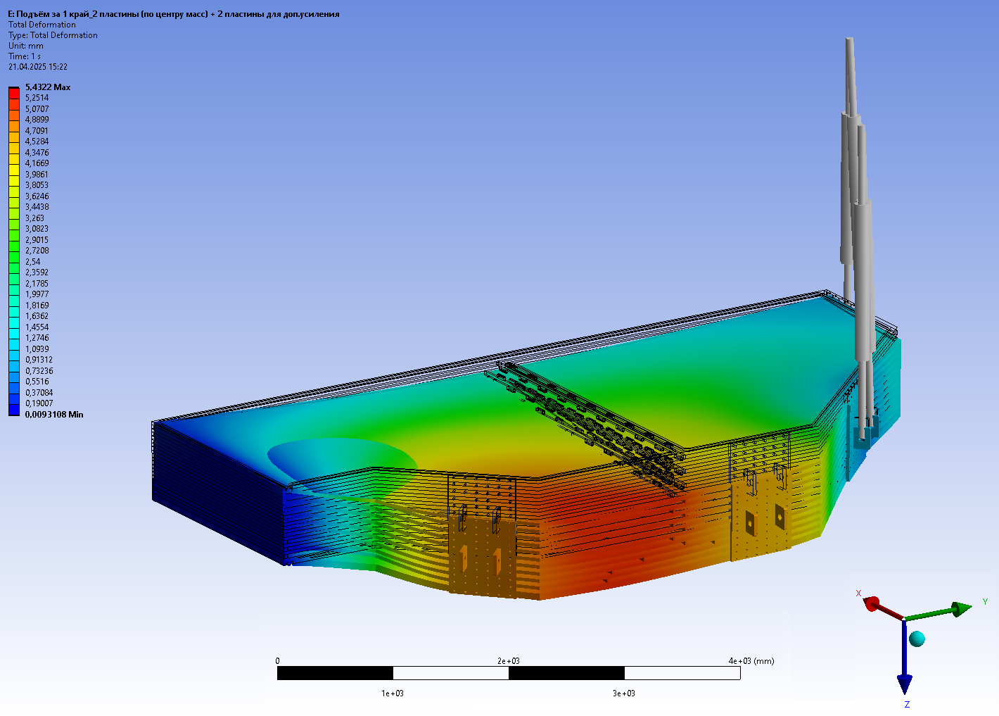 E: Подъём за 1 край_2 пластины (по центру масс) + 2 пластины для доп.усиления
Total Deformation
Type: Total Deformation
Unit: mm
Time: 1 s
21.04.2025 15:22
5,4322 Max
5,2514
5,0707
4,8899
4,7091
4,5284
4,3476
4,1669
3,9861
3,8053
3,6246
3,4438
3,263
3,0823
2,9015
2,7208
2,54
2,3592
2,1785
1,9977
1,8169
1,6362
1,4554
1,2746
1,0939
0,91312
0,73236
0,5516
0,37084
0,19007
0,0093108 Min
X
Y
Z
0
2e+03
4e+03 (mm)
1e+03
3e+03